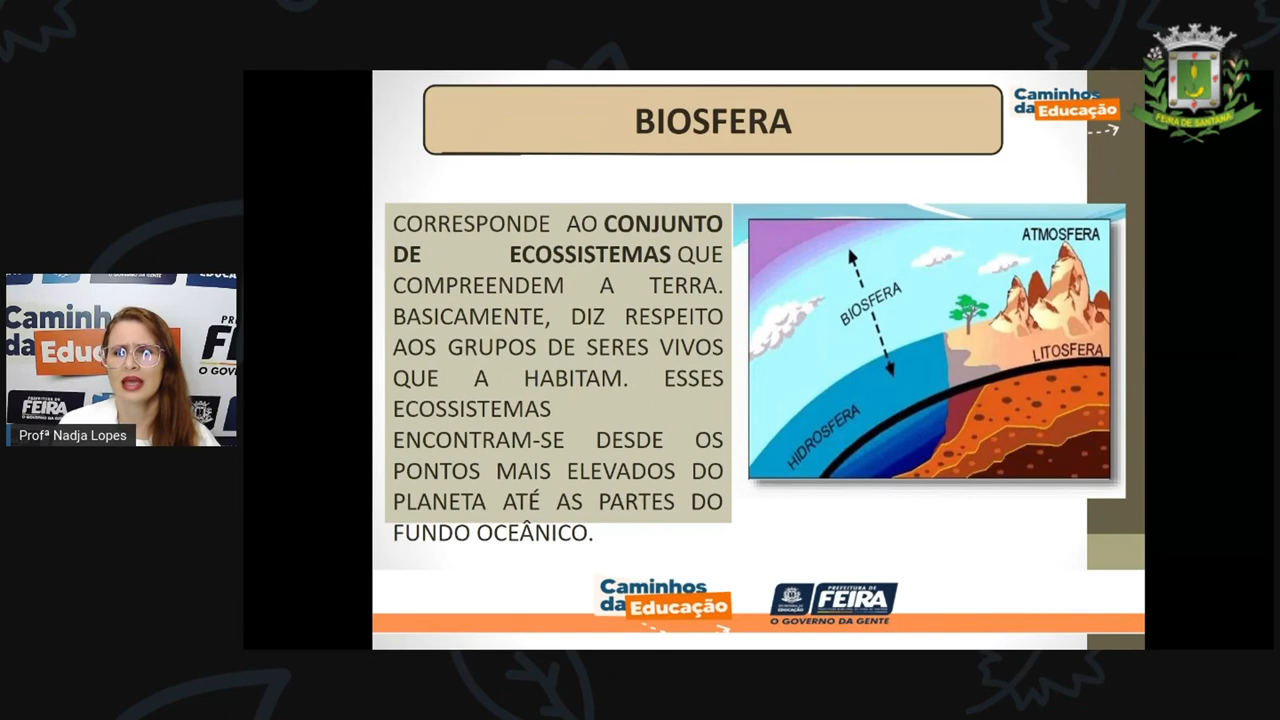 BIOSFERA
Caminhos
da Educação
FEIRA DE SANTANA
CORRESPONDE AO CONJUNTO
DE ECOSSISTEMAS QUE
COMPREENDEM A TERRA.
BASICAMENTE, DIZ RESPEITO
AOS GRUPOS DE SERES VIVOS
QUE A HABITAM. ESSES
ECOSSISTEMAS
ENCONTRAM-SE DESDE OS
PONTOS MAIS ELEVADOS DO
PLANETA ATÉ AS PARTES DO
FUNDO OCEÂNICO.
ATMOSFERA
BIOSFERA
LITOSFERA
HIDROSFERA
Caminh
da Educ
FEIRA
O GOVERNO DA GENTE
O GOVE
Profª Nadja Lopes
Caminhos
da Educação
PREFEITURA DE
FEIRA
O GOVERNO DA GENTE